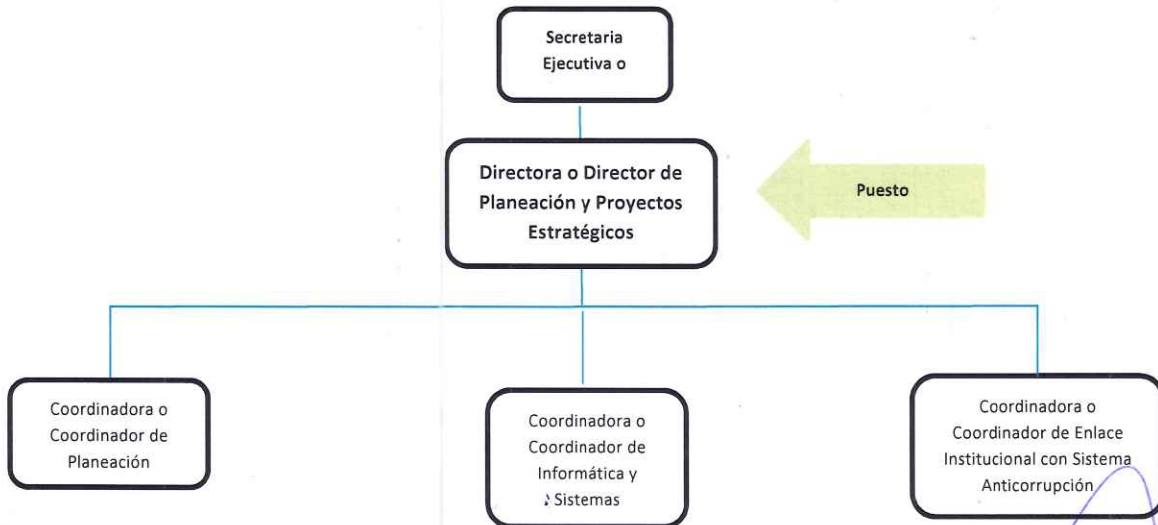 Secretaria
Ejecutiva o
Directora o Director de
Planeación y Proyectos
Estratégicos
Puesto
Coordinadora o
Coordinador de
Planeación
Coordinadora o
Coordinador de
Informática y
Sistemas
Coordinadora o
Coordinador de Enlace
Institucional con Sistema
Anticorrupción